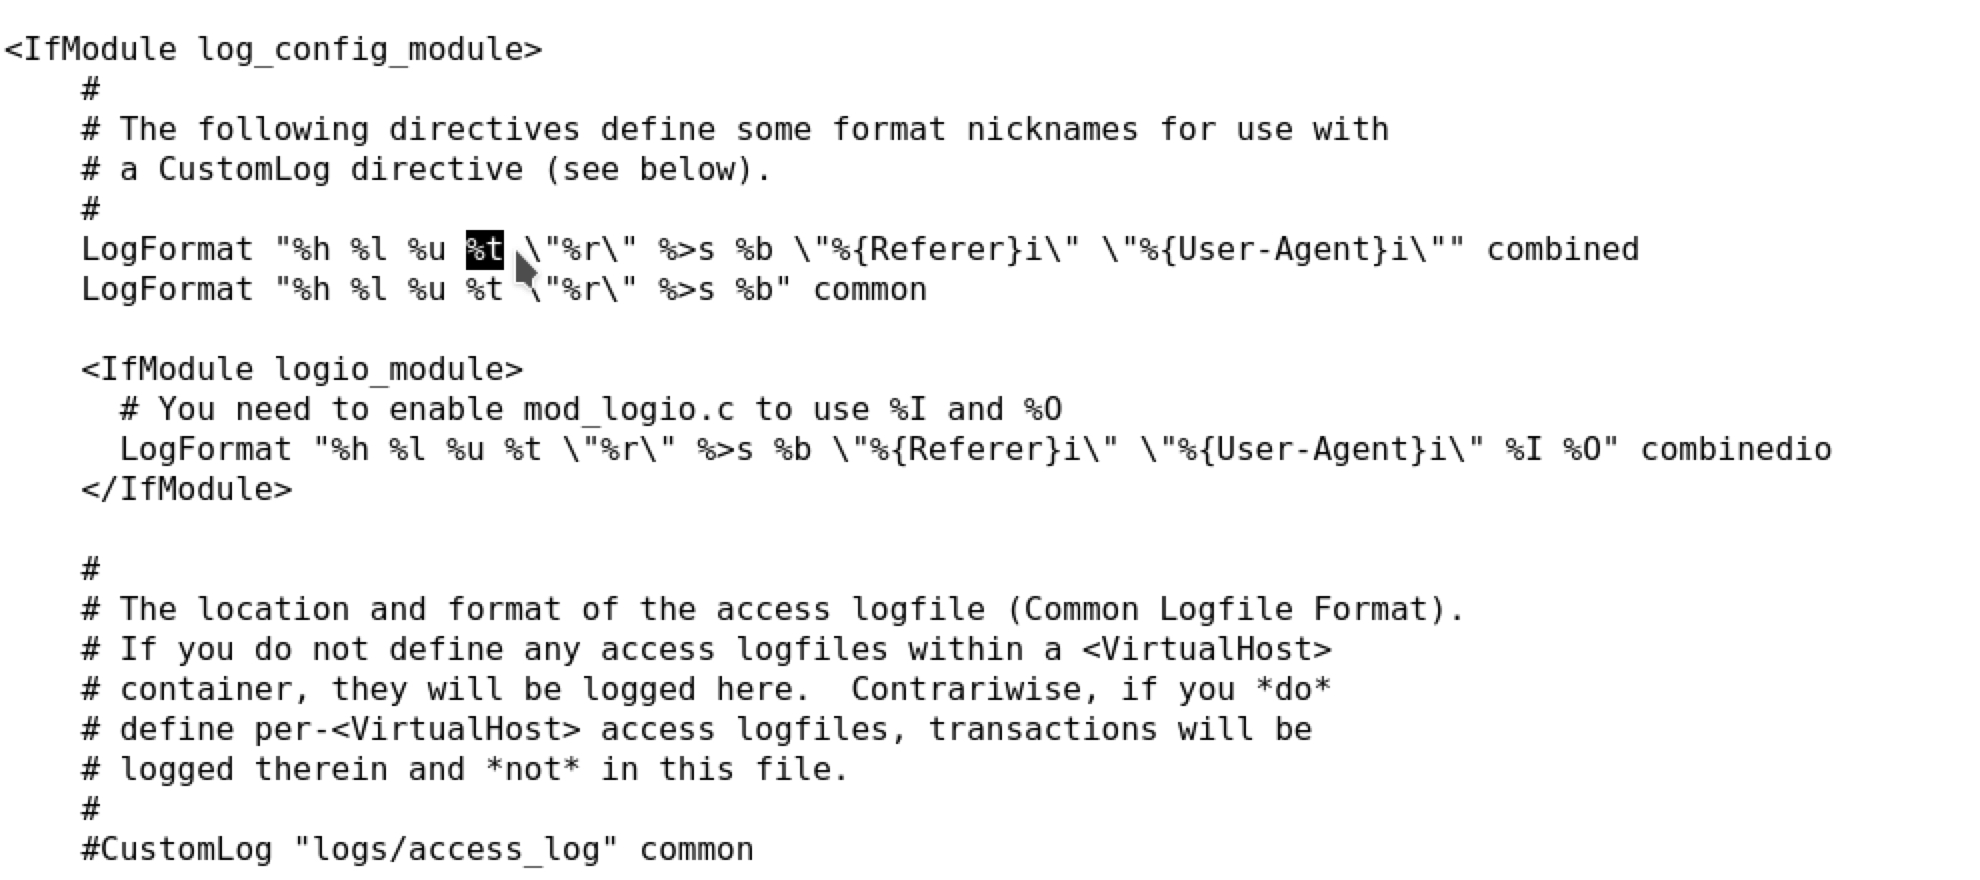 <IfModule log_config_module>
    #
    # The following directives define some format nicknames for use with
    # a CustomLog directive (see below).
    #
    LogFormat "%h %l %u %t \"%r\" %>s %b \"%{Referer}i\" \"%{User-Agent}i\"" combined
    LogFormat "%h %l %u %t \"%r\" %>s %b" common
    <IfModule logio_module>
      # You need to enable mod_logio.c to use %I and %O
      LogFormat "%h %l %u %t \"%r\" %>s %b \"%{Referer}i\" \"%{User-Agent}i\" %I %O" combinedio
    </IfModule>
    #
    # The location and format of the access logfile (Common Logfile Format).
    # If you do not define any access logfiles within a <VirtualHost>
    # container, they will be logged here.  Contrariwise, if you *do*
    # define per-<VirtualHost> access logfiles, transactions will be
    # logged therein and *not* in this file.
    #
    #CustomLog "logs/access_log" common